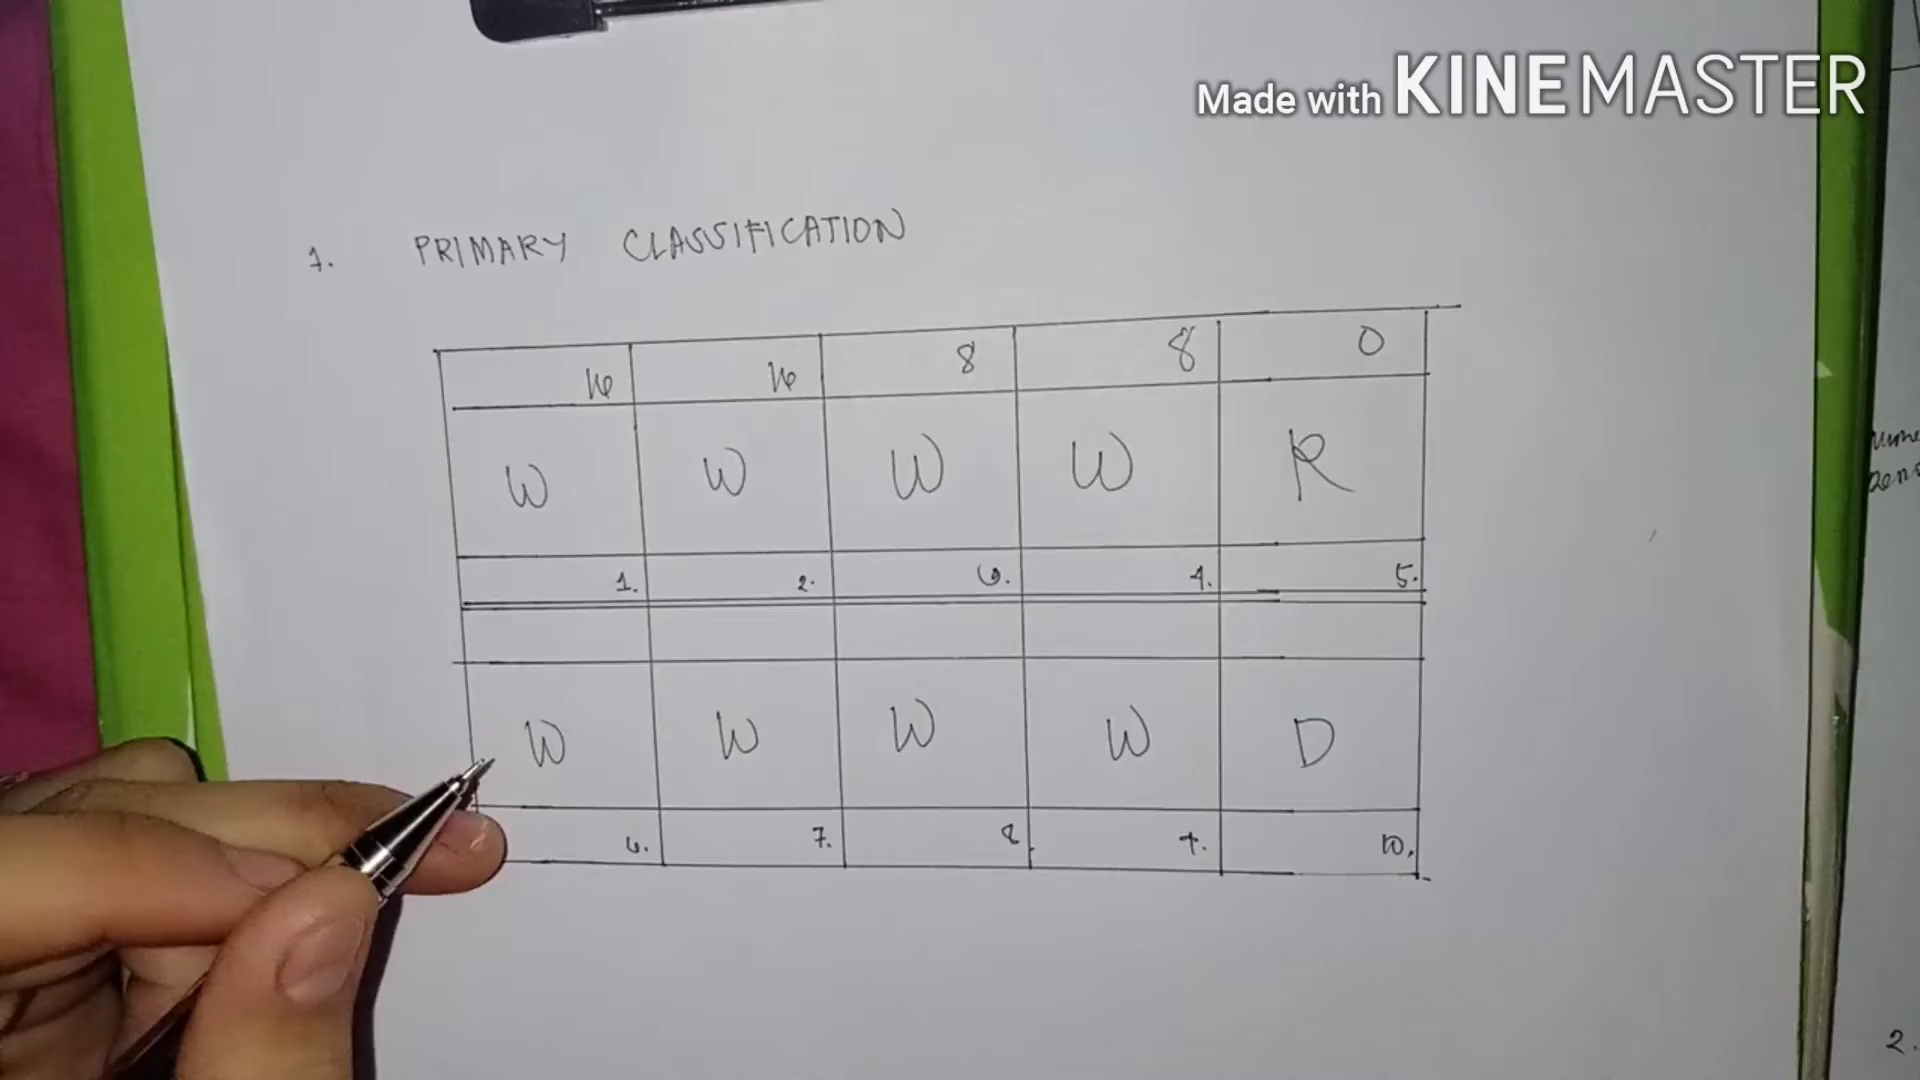 Made with KINEMASTER
1. PRIMARY CLASSIFICATION
16 16 8 8 0
W W W W R
1. 2. 3. 4. 5.
W W W W D
6. 7. 8. 9. 10.
2.